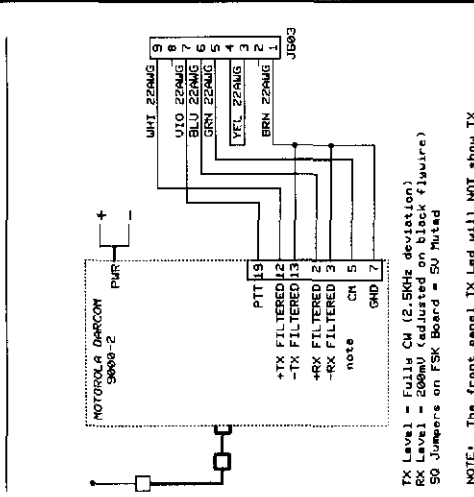 MOTOROLA DARCOM
9000-2
PWR
+
-
PTT 19
+TX FILTERED 12
-TX FILTERED 13
+RX FILTERED 2
-RX FILTERED 3
note CM 5
GND 7
WHI 22AWG 9
8
VIO 22AWG 7
BLU 22AWG 6
GRN 22AWG 5
4
YEL 22AWG 3
2
BRN 22AWG 1
J603
TX Level = Fully CW (2.5KHz deviation)
RX Level = 200mV (adjusted on black flywire)
SQ Jumpers on FSK Board = 5V Muted
NOTE: The front panel TX Led will NOT show TX